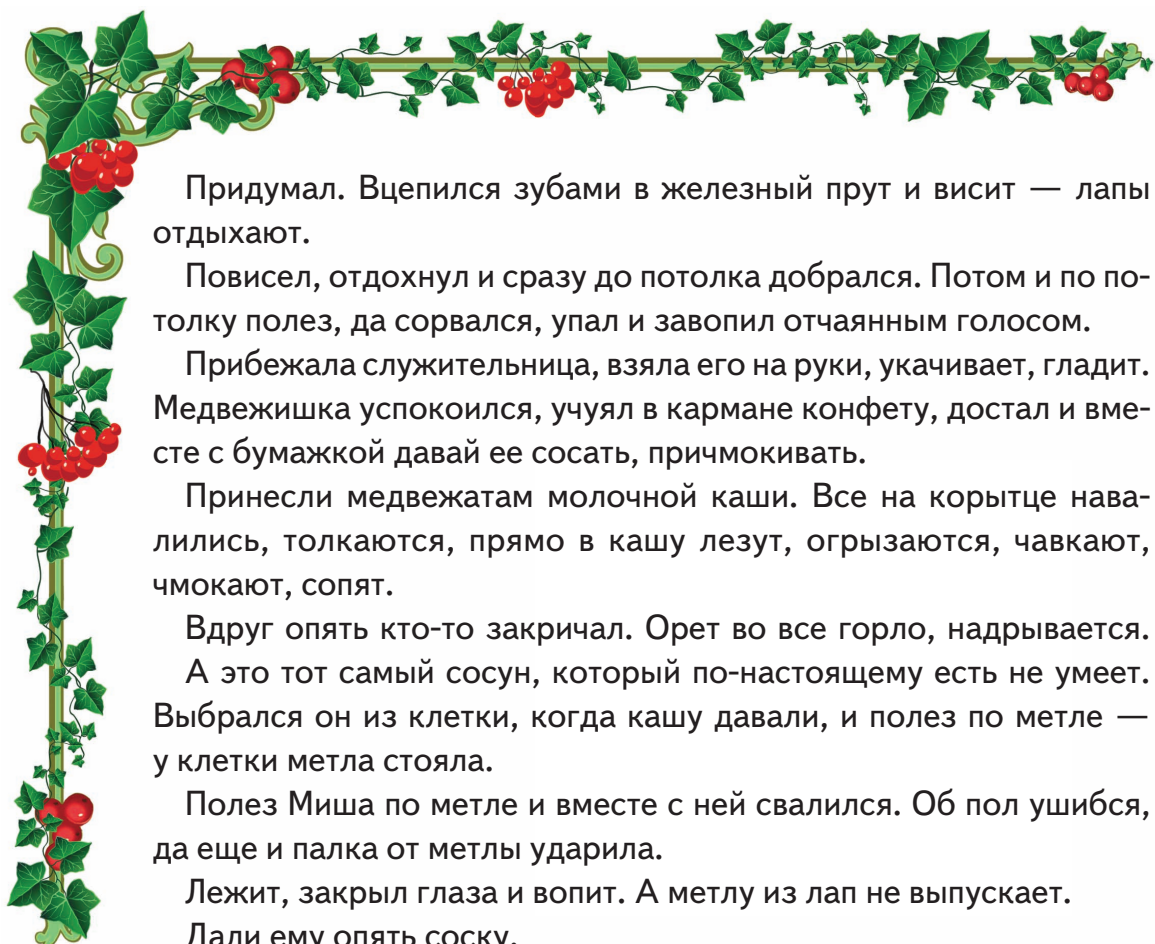 Придумал. Вцепился зубами в железный прут и висит — лапы
отдыхают.
Повисел, отдохнул и сразу до потолка добрался. Потом и по по-
толку полез, да сорвался, упал и завопил отчаянным голосом.
Прибежала служительница, взяла его на руки, укачивает, гладит.
Медвежишка успокоился, учуял в кармане конфету, достал и вме-
сте с бумажкой давай ее сосать, причмокивать.
Принесли медвежатам молочной каши. Все на корытце нава-
лились, толкаются, прямо в кашу лезут, огрызаются, чавкают,
чмокают, сопят.
Вдруг опять кто-то закричал. Орет во все горло, надрывается.
А это тот самый сосун, который по-настоящему есть не умеет.
Выбрался он из клетки, когда кашу давали, и полез по метле —
у клетки метла стояла.
Полез Миша по метле и вместе с ней свалился. Об пол ушибся,
да еще и палка от метлы ударила.
Лежит, закрыл глаза и вопит. А метлу из лап не выпускает.
Дали ему опять соску.